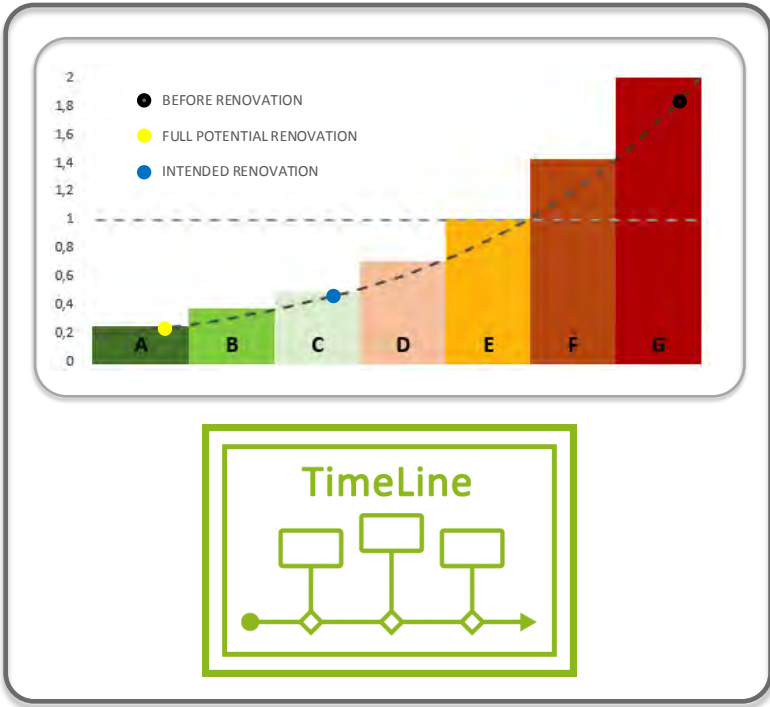 2
1,8
1,6
1,4
1,2
1
0,8
0,6
0,4
0,2
0
BEFORE RENOVATION
FULL POTENTIAL RENOVATION
INTENDED RENOVATION
A B C D E F G
TimeLine